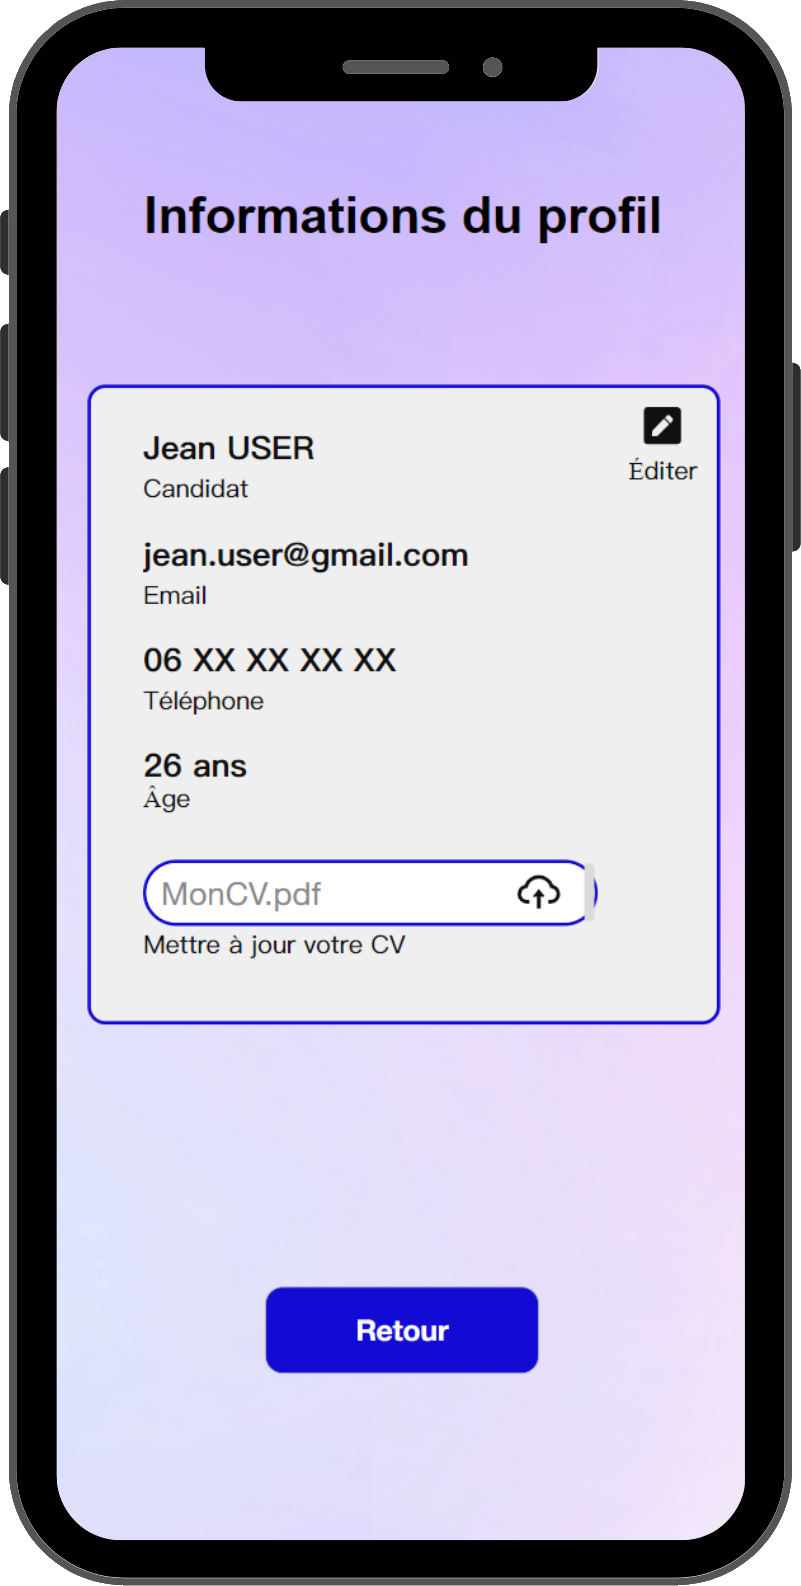 Informations du profil
Jean USER
Candidat
Éditer
jean.user@gmail.com
Email
06 XX XX XX XX
Téléphone
26 ans
Âge
MonCV.pdf
Mettre à jour votre CV
Retour